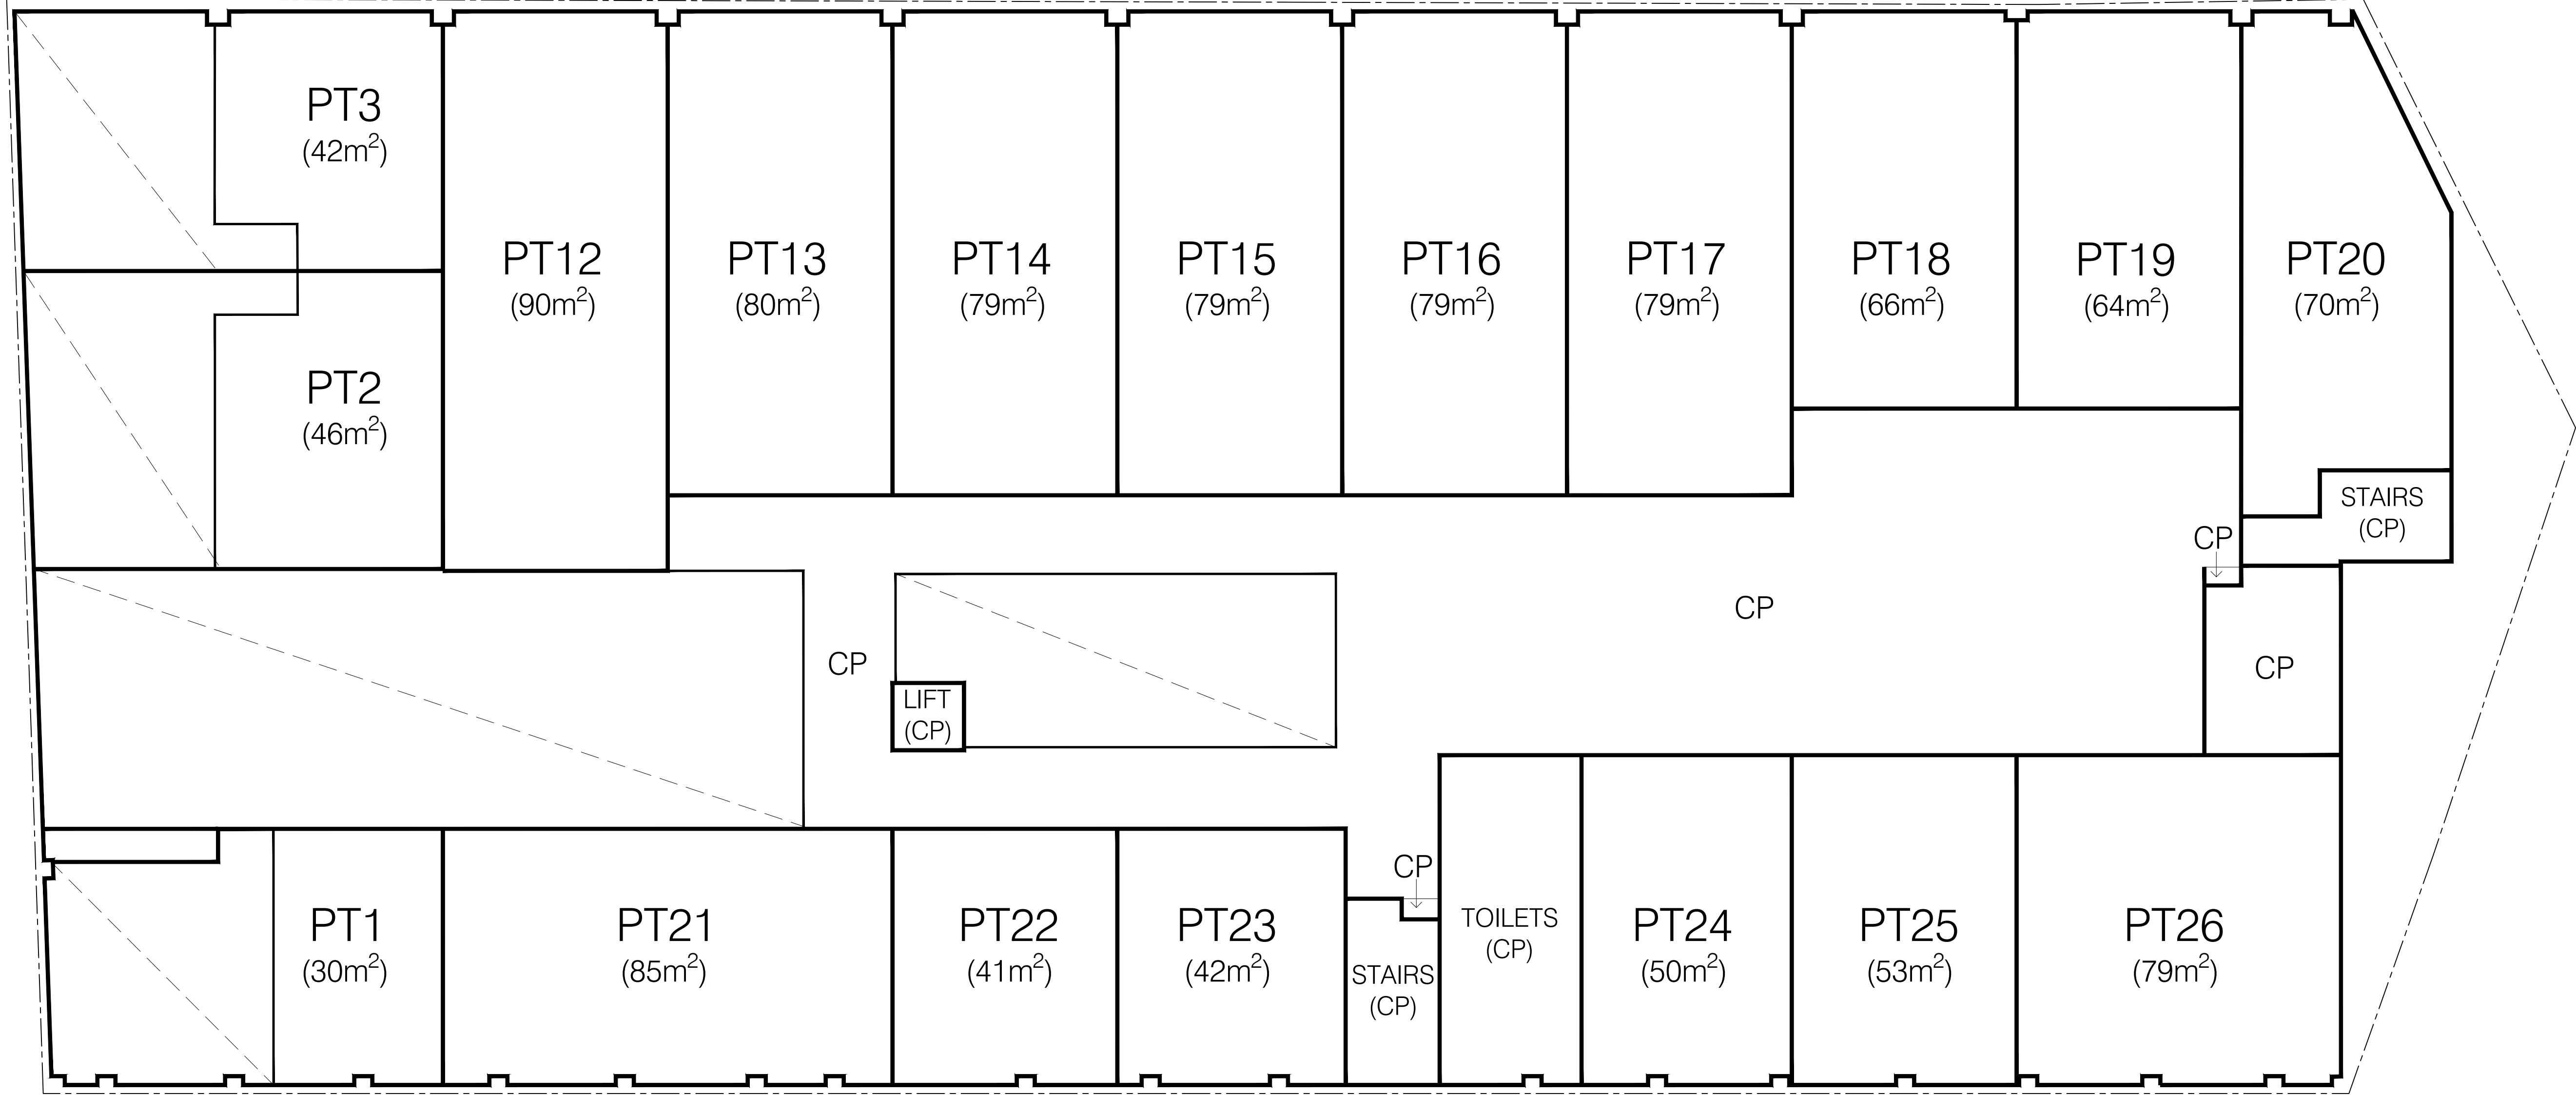 PT3
(42m²)
PT12
(90m²)
PT13
(80m²)
PT14
(79m²)
PT15
(79m²)
PT16
(79m²)
PT17
(79m²)
PT18
(66m²)
PT19
(64m²)
PT20
(70m²)
PT2
(46m²)
STAIRS
(CP)
CP
CP
CP
CP
LIFT
(CP)
CP
PT1
(30m²)
PT21
(85m²)
PT22
(41m²)
PT23
(42m²)
STAIRS
(CP)
TOILETS
(CP)
PT24
(50m²)
PT25
(53m²)
PT26
(79m²)